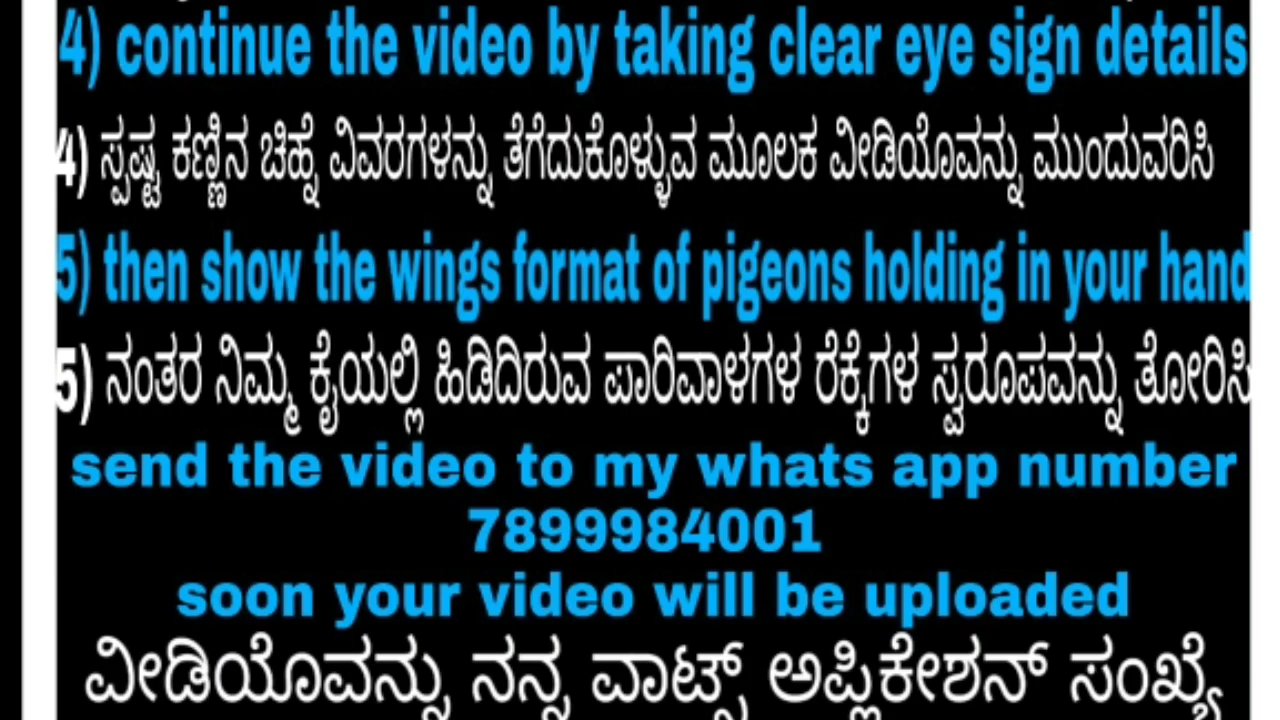 4) continue the video by taking clear eye sign details
4) ಸ್ಪಷ್ಟ ಕಣ್ಣಿನ ಚಿಹ್ನೆ ವಿವರಗಳನ್ನು ತೆಗೆದುಕೊಳ್ಳುವ ಮೂಲಕ ವೀಡಿಯೊವನ್ನು ಮುಂದುವರಿಸಿ
5) then show the wings format of pigeons holding in your hand
5) ನಂತರ ನಿಮ್ಮ ಕೈಯಲ್ಲಿ ಹಿಡಿದಿರುವ ಪಾರಿವಾಳಗಳ ರೆಕ್ಕೆಗಳ ಸ್ವರೂಪವನ್ನು ತೋರಿಸಿ
send the video to my whats app number
7899984001
soon your video will be uploaded
ವೀಡಿಯೊವನ್ನು ನನ್ನ ವಾಟ್ಸ್ ಅಪ್ಲಿಕೇಶನ್ ಸಂಖ್ಯೆ